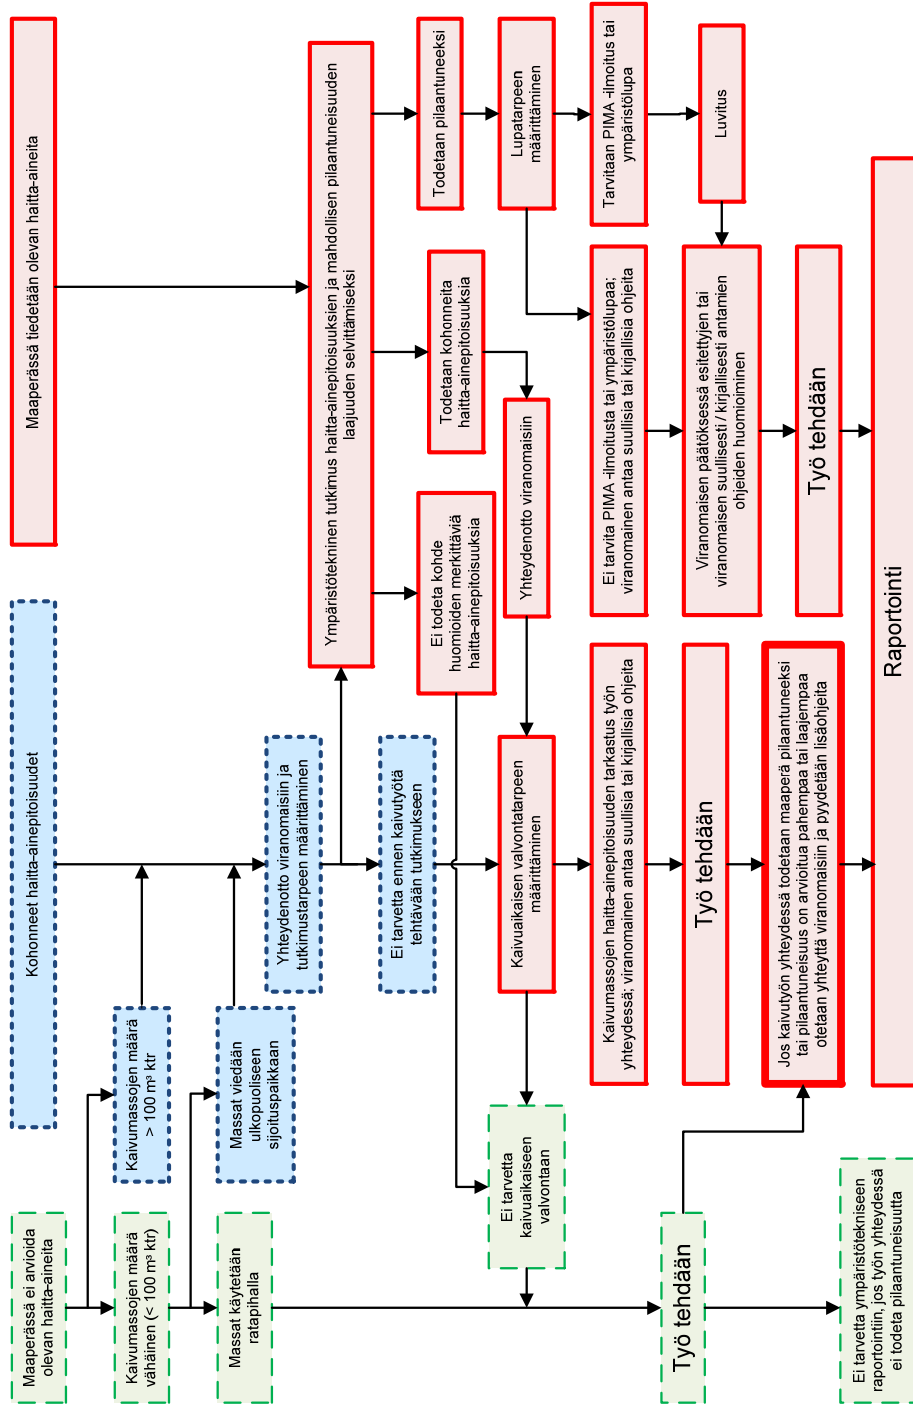 Maaperässä ei arvioida
olevan haitta-aineita
Kohonneet haitta-ainepitoisuudet
Maaperässä tiedetään olevan haitta-aineita
Kaivumassojen määrä
vähäinen (< 100 m³ ktr)
Kaivumassojen määrä
> 100 m³ ktr
Massat käytetään
ratapihalla
Massat viedään
ulkopuoliseen
sijoituspaikkaan
Yhteydenotto viranomaisiin ja
tutkimustarpeen määrittäminen
Ympäristötekninen tutkimus haitta-ainepitoisuuksien ja mahdollisen pilaantuneisuuden
laajuuden selvittämiseksi
Ei tarvetta ennen kaivutyötä
tehtävään tutkimukseen
Ei todeta kohde
huomioiden merkittäviä
haitta-ainepitoisuuksia
Todetaan kohonneita
haitta-ainepitoisuuksia
Todetaan pilaantuneeksi
Ei tarvetta
kaivuaikaiseen
valvontaan
Kaivuaikaisen valvontatarpeen
määrittäminen
Yhteydenotto viranomaisiin
Lupatarpeen
määrittäminen
Kaivumassojen haitta-ainepitoisuuden tarkastus työn
yhteydessä; viranomainen antaa suullisia tai kirjallisia ohjeita
Ei tarvita PIMA -ilmoitusta tai ympäristölupaa;
viranomainen antaa suullisia tai kirjallisia ohjeita
Tarvitaan PIMA -ilmoitus tai
ympäristölupa
Työ tehdään
Työ tehdään
Viranomaisen päätöksessä esitettyjen tai
viranomaisen suullisesti / kirjallisesti antamien
ohjeiden huomioiminen
Luvitus
Jos kaivutyön yhteydessä todetaan maaperä pilaantuneeksi
tai pilaantuneisuus on arvioitua pahempaa tai laajempaa
otetaan yhteyttä viranomaisiin ja pyydetään lisäohjeita
Työ tehdään
Ei tarvetta ympäristötekniseen
raportointiin, jos työn yhteydessä
ei todeta pilaantuneisuutta
Raportointi